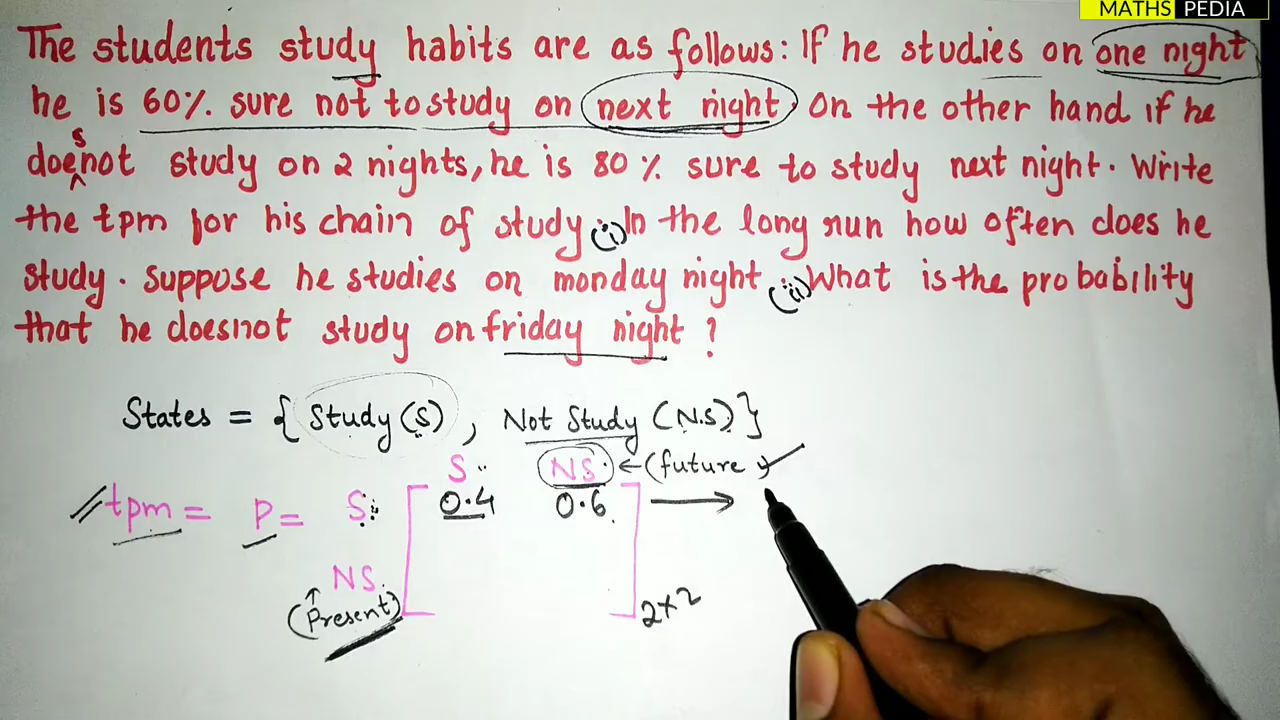 MATHS PEDIA
The students study habits are as follows: If he studies on one night
he is 60%. sure not to study on next night. On the other hand if he
doesnot study on 2 nights, he is 80% sure to study next night. Write
the tpm for his chain of study (i) In the long run how often does he
study. Suppose he studies on monday night (ii) What is the probability
that he doesnot study on friday night ?
States = { Study (S) , Not Study (N.S) }
S NS ← (future)
tpm = P = S 0.4 0.6 →
NS
↑
(Present) 2×2